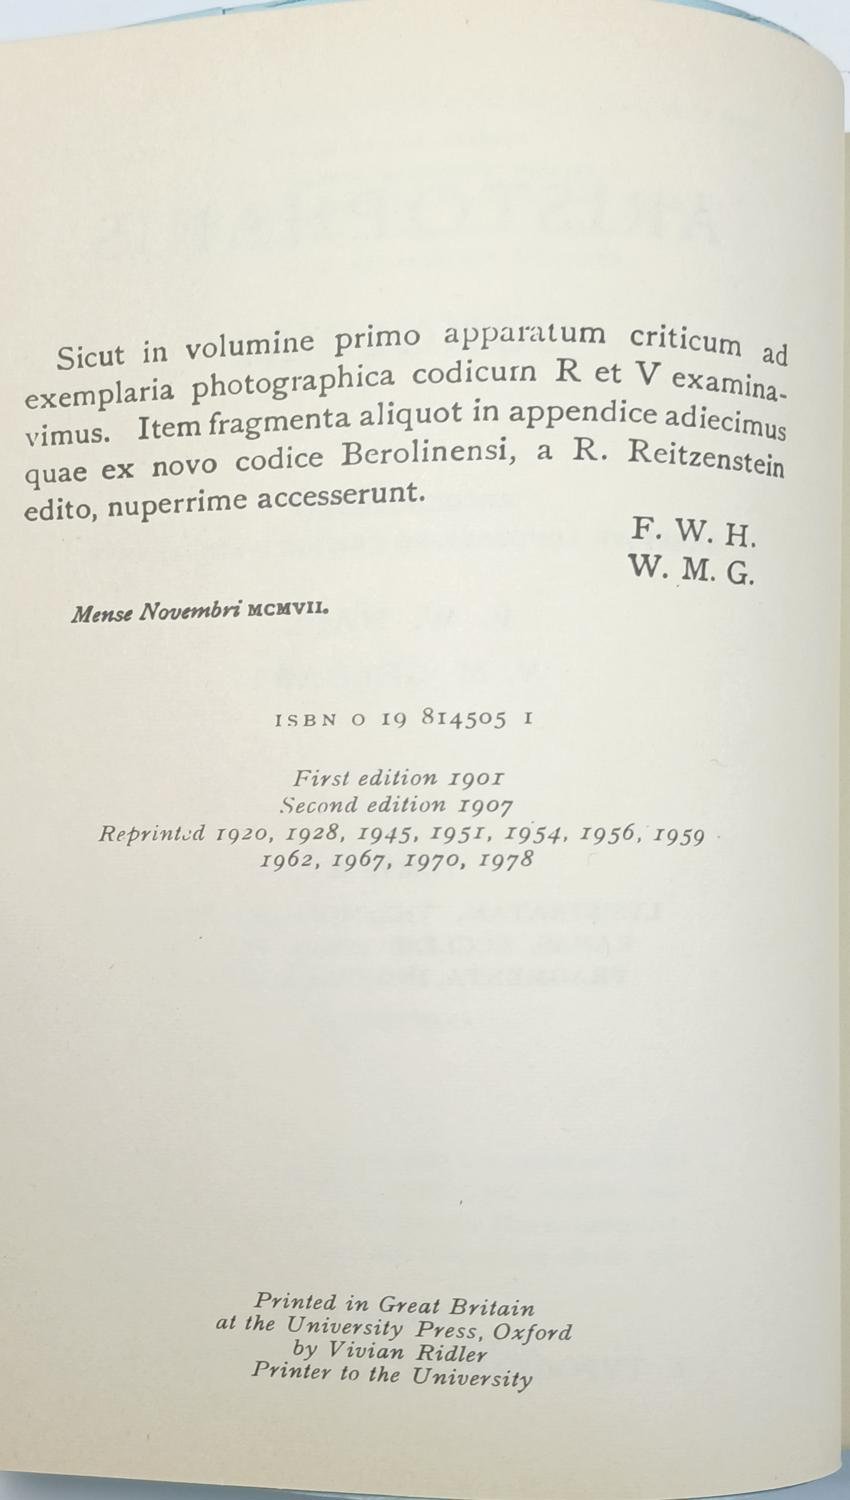 Sicut in volumine primo apparatum criticum ad
exemplaria photographica codicum R et V examina-
vimus. Item fragmenta aliquot in appendice adiecimus
quae ex novo codice Berolinensi, a R. Reitzenstein
edito, nuperrime accesserunt.
F. W. H.
W. M. G.
Mense Novembri MCMVII.
ISBN 0 19 814505 1
First edition 1901
Second edition 1907
Reprinted 1920, 1928, 1945, 1951, 1954, 1956, 1959
1962, 1967, 1970, 1978
Printed in Great Britain
at the University Press, Oxford
by Vivian Ridler
Printer to the University